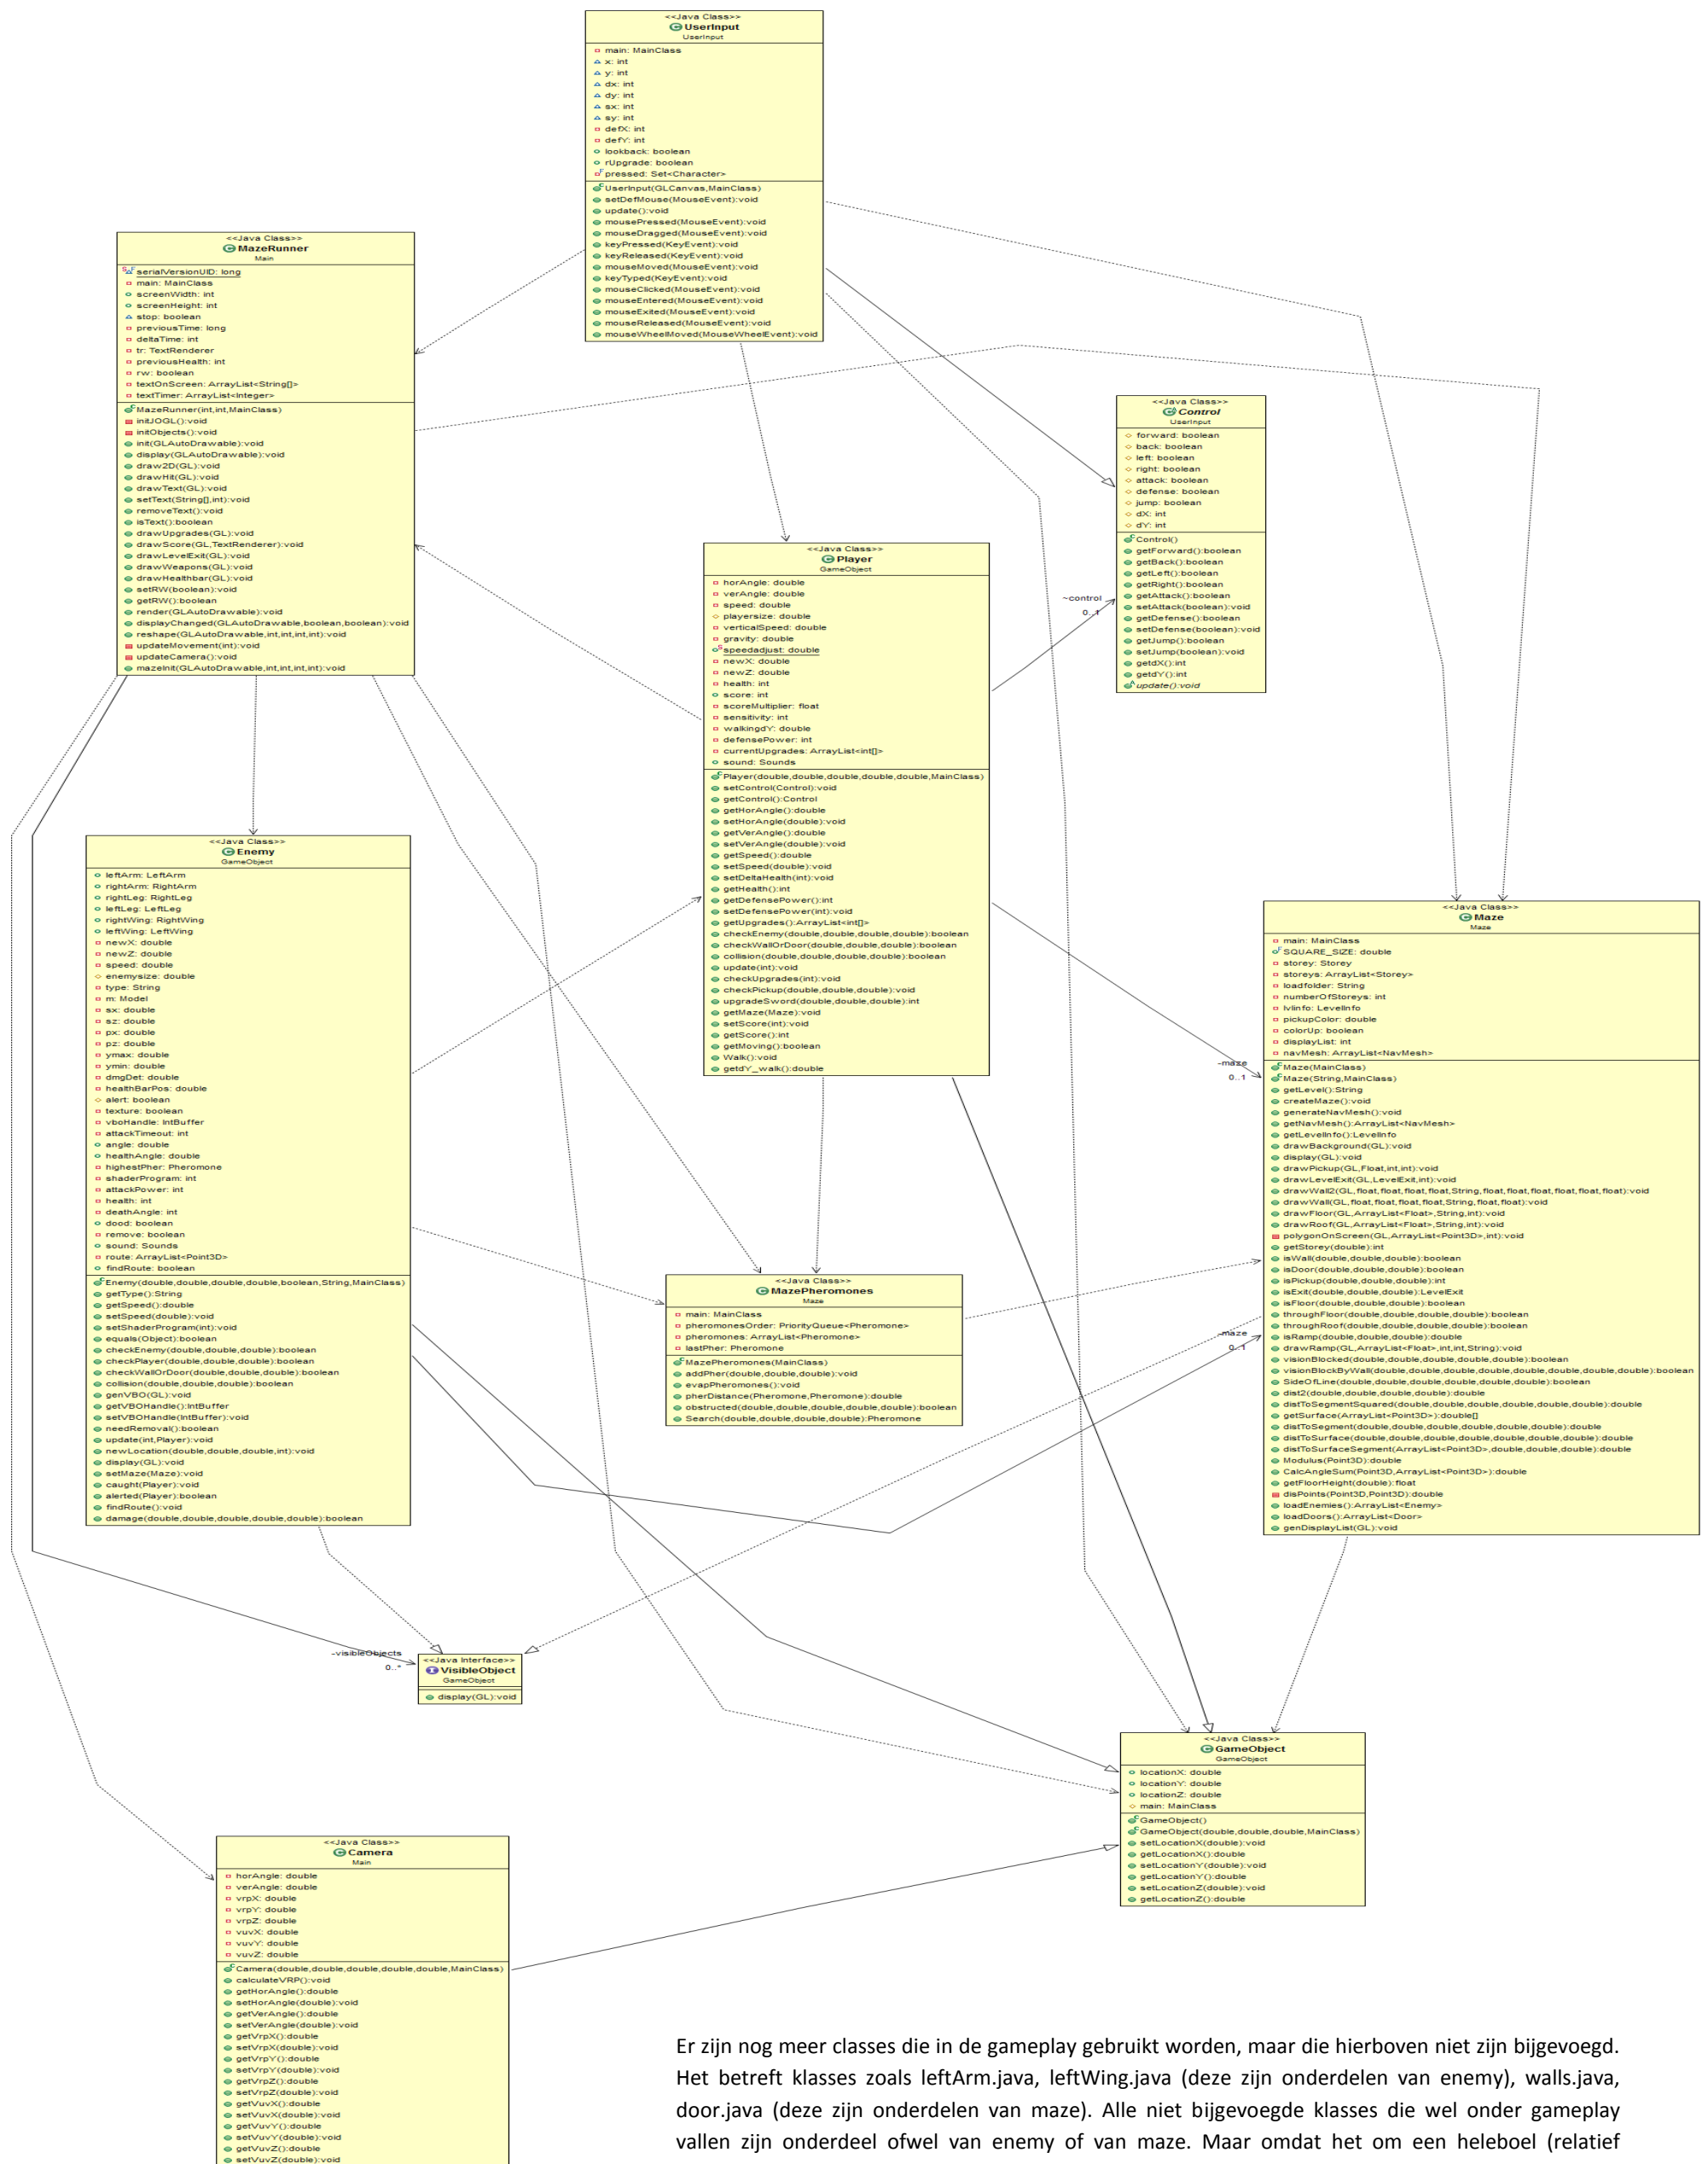 <<Java Class>>
UserInput
UserInput
main: MainClass
x: int
y: int
dx: int
dy: int
sx: int
sy: int
defX: int
defY: int
lookback: boolean
rUpgrade: boolean
pressed: Set<Character>
UserInput(GLCanvas,MainClass)
setDefMouse(MouseEvent):void
update():void
mousePressed(MouseEvent):void
mouseDragged(MouseEvent):void
keyPressed(KeyEvent):void
keyReleased(KeyEvent):void
mouseMoved(MouseEvent):void
keyTyped(KeyEvent):void
mouseClicked(MouseEvent):void
mouseEntered(MouseEvent):void
mouseExited(MouseEvent):void
mouseReleased(MouseEvent):void
mouseWheelMoved(MouseWheelEvent):void
<<Java Class>>
MazeRunner
Main
serialVersionUID: long
main: MainClass
screenWidth: int
screenHeight: int
stop: boolean
previousTime: long
deltaTime: int
tr: TextRenderer
previousHealth: int
rw: boolean
textOnScreen: ArrayList<String[]>
textTimer: ArrayList<Integer>
MazeRunner(int,int,MainClass)
initJOGL():void
initObjects():void
init(GLAutoDrawable):void
display(GLAutoDrawable):void
draw2D(GL):void
drawHit(GL):void
drawText(GL):void
setText(String[],int):void
removeText():void
isText():boolean
drawUpgrades(GL):void
drawScore(GL,TextRenderer):void
drawLevelExit(GL):void
drawWeapons(GL):void
drawHealthbar(GL):void
setRW(boolean):void
getRW():boolean
render(GLAutoDrawable):void
displayChanged(GLAutoDrawable,boolean,boolean):void
reshape(GLAutoDrawable,int,int,int,int):void
updateMovement(int):void
updateCamera():void
mazeInit(GLAutoDrawable,int,int,int,int):void
<<Java Class>>
Control
UserInput
forward: boolean
back: boolean
left: boolean
right: boolean
attack: boolean
defense: boolean
jump: boolean
dX: int
dY: int
Control()
getForward():boolean
getBack():boolean
getLeft():boolean
getRight():boolean
getAttack():boolean
setAttack(boolean):void
getDefense():boolean
setDefense(boolean):void
getJump():boolean
setJump(boolean):void
getdX():int
getdY():int
update():void
~control
0..1
<<Java Class>>
Player
GameObject
horAngle: double
verAngle: double
speed: double
playersize: double
verticalSpeed: double
gravity: double
speedadjust: double
newX: double
newZ: double
health: int
score: int
scoreMultiplier: float
sensitivity: int
walkingdY: double
defensePower: int
currentUpgrades: ArrayList<int[]>
sound: Sounds
Player(double,double,double,double,double,MainClass)
setControl(Control):void
getControl():Control
getHorAngle():double
setHorAngle(double):void
getVerAngle():double
setVerAngle(double):void
getSpeed():double
setSpeed(double):void
setDeltaHealth(int):void
getHealth():int
getDefensePower():int
setDefensePower(int):void
getUpgrades():ArrayList<int[]>
checkEnemy(double,double,double,double):boolean
checkWallOrDoor(double,double,double):boolean
collision(double,double,double,double):boolean
update(int):void
checkUpgrades(int):void
checkPickup(double,double,double):void
upgradeSword(double,double,double):int
getMaze(Maze):void
setScore(int):void
getScore():int
getMoving():boolean
Walk():void
getdY_walk():double
<<Java Class>>
Enemy
GameObject
leftArm: LeftArm
rightArm: RightArm
rightLeg: RightLeg
leftLeg: LeftLeg
rightWing: RightWing
leftWing: LeftWing
newX: double
newZ: double
speed: double
enemysize: double
type: String
m: Model
sx: double
sz: double
px: double
pz: double
ymax: double
ymin: double
dmgDet: double
healthBarPos: double
alert: boolean
texture: boolean
vboHandle: IntBuffer
attackTimeout: int
angle: double
healthAngle: double
highestPher: Pheromone
shaderProgram: int
attackPower: int
health: int
deathAngle: int
dood: boolean
remove: boolean
sound: Sounds
route: ArrayList<Point3D>
findRoute: boolean
Enemy(double,double,double,double,boolean,String,MainClass)
getType():String
getSpeed():double
setSpeed(double):void
setShaderProgram(int):void
equals(Object):boolean
checkEnemy(double,double,double):boolean
checkPlayer(double,double,double):boolean
checkWallOrDoor(double,double,double):boolean
collision(double,double,double):boolean
genVBO(GL):void
getVBOHandle():IntBuffer
setVBOHandle(IntBuffer):void
needRemoval():boolean
update(int,Player):void
newLocation(double,double,double,int):void
display(GL):void
setMaze(Maze):void
caught(Player):void
alerted(Player):boolean
findRoute():void
damage(double,double,double,double,double):boolean
<<Java Class>>
Maze
Maze
main: MainClass
SQUARE_SIZE: double
storey: Storey
storeys: ArrayList<Storey>
loadfolder: String
numberOfStoreys: int
lvlinfo: LevelInfo
pickupColor: double
colorUp: boolean
displayList: int
navMesh: ArrayList<NavMesh>
Maze(MainClass)
Maze(String,MainClass)
getLevel():String
createMaze():void
generateNavMesh():void
getNavMesh():ArrayList<NavMesh>
getLevelInfo():LevelInfo
drawBackground(GL):void
display(GL):void
drawPickup(GL,Float,int,int):void
drawLevelExit(GL,LevelExit,int):void
drawWall2(GL,float,float,float,float,String,float,float,float,float,float,float):void
drawWall(GL,float,float,float,float,String,float,float):void
drawFloor(GL,ArrayList<Float>,String,int):void
drawRoof(GL,ArrayList<Float>,String,int):void
polygonOnScreen(GL,ArrayList<Point3D>,int):void
getStorey(double):int
isWall(double,double,double):boolean
isDoor(double,double,double):boolean
isPickup(double,double,double):int
isExit(double,double,double):LevelExit
isFloor(double,double,double):boolean
throughFloor(double,double,double,double):boolean
throughRoof(double,double,double,double):boolean
isRamp(double,double,double):double
drawRamp(GL,ArrayList<Float>,int,int,String):void
visionBlocked(double,double,double,double,double):boolean
visionBlockByWall(double,double,double,double,double,double,double,double,double):boolean
SideOfLine(double,double,double,double,double,double):boolean
dist2(double,double,double,double):double
distToSegmentSquared(double,double,double,double,double,double):double
getSurface(ArrayList<Point3D>):double[]
distToSegment(double,double,double,double,double,double):double
distToSurface(double,double,double,double,double,double,double):double
distToSurfaceSegment(ArrayList<Point3D>,double,double,double):double
Modulus(Point3D):double
CalcAngleSum(Point3D,ArrayList<Point3D>):double
getFloorHeight(double):float
disPoints(Point3D,Point3D):double
loadEnemies():ArrayList<Enemy>
loadDoors():ArrayList<Door>
genDisplayList(GL):void
-maze
0..1
-maze
0..1
<<Java Class>>
MazePheromones
Maze
main: MainClass
pheromonesOrder: PriorityQueue<Pheromone>
pheromones: ArrayList<Pheromone>
lastPher: Pheromone
MazePheromones(MainClass)
addPher(double,double,double):void
evapPheromones():void
pherDistance(Pheromone,Pheromone):double
obstructed(double,double,double,double,double):boolean
Search(double,double,double,double):Pheromone
-visibleObjects
0..*
<<Java Interface>>
VisibleObject
GameObject
display(GL):void
<<Java Class>>
GameObject
GameObject
locationX: double
locationY: double
locationZ: double
main: MainClass
GameObject()
GameObject(double,double,double,MainClass)
setLocationX(double):void
getLocationX():double
setLocationY(double):void
getLocationY():double
setLocationZ(double):void
getLocationZ():double
<<Java Class>>
Camera
Main
horAngle: double
verAngle: double
vrpX: double
vrpY: double
vrpZ: double
vuvX: double
vuvY: double
vuvZ: double
Camera(double,double,double,double,double,MainClass)
calculateVRP():void
getHorAngle():double
setHorAngle(double):void
getVerAngle():double
setVerAngle(double):void
getVrpX():double
setVrpX(double):void
getVrpY():double
setVrpY(double):void
getVrpZ():double
setVrpZ(double):void
getVuvX():double
setVuvX(double):void
getVuvY():double
setVuvY(double):void
getVuvZ():double
setVuvZ(double):void
Er zijn nog meer classes die in de gameplay gebruikt worden, maar die hierboven niet zijn bijgevoegd.
Het betreft klasses zoals leftArm.java, leftWing.java (deze zijn onderdelen van enemy), walls.java,
door.java (deze zijn onderdelen van maze). Alle niet bijgevoegde klasses die wel onder gameplay
vallen zijn onderdeel ofwel van enemy of van maze. Maar omdat het om een heleboel (relatief